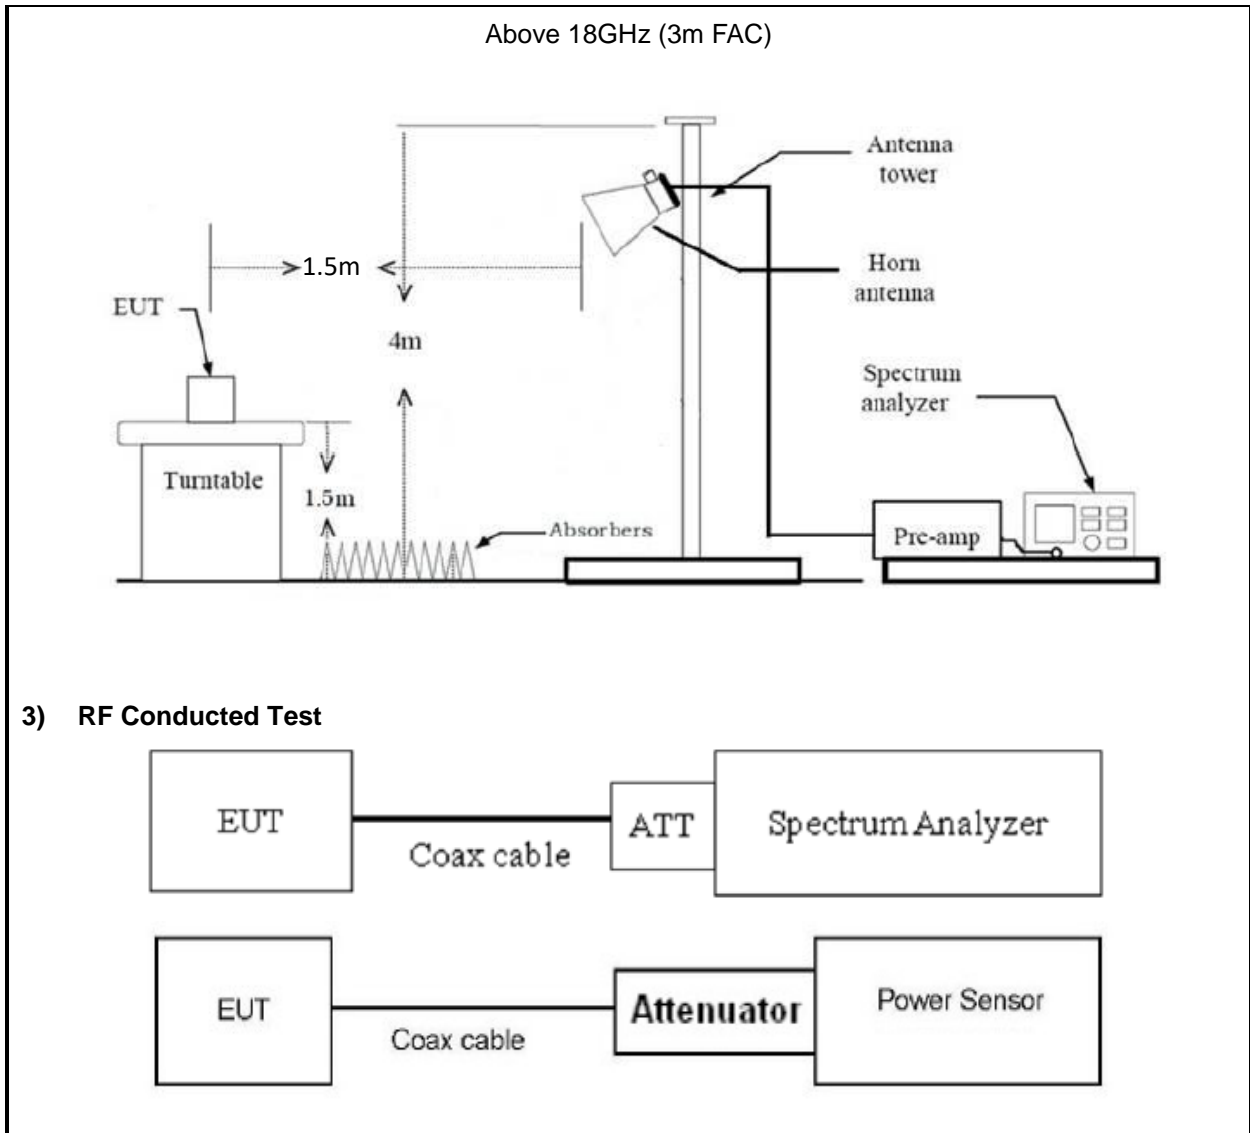 Above 18GHz (3m FAC)
Antenna
tower
1.5m
Horn
antenna
EUT
4m
Spectrum
analyzer
Turntable
1.5m
Absorbers
Pre-amp
3) RF Conducted Test
EUT
Coax cable
ATT
Spectrum Analyzer
EUT
Coax cable
Attenuator
Power Sensor